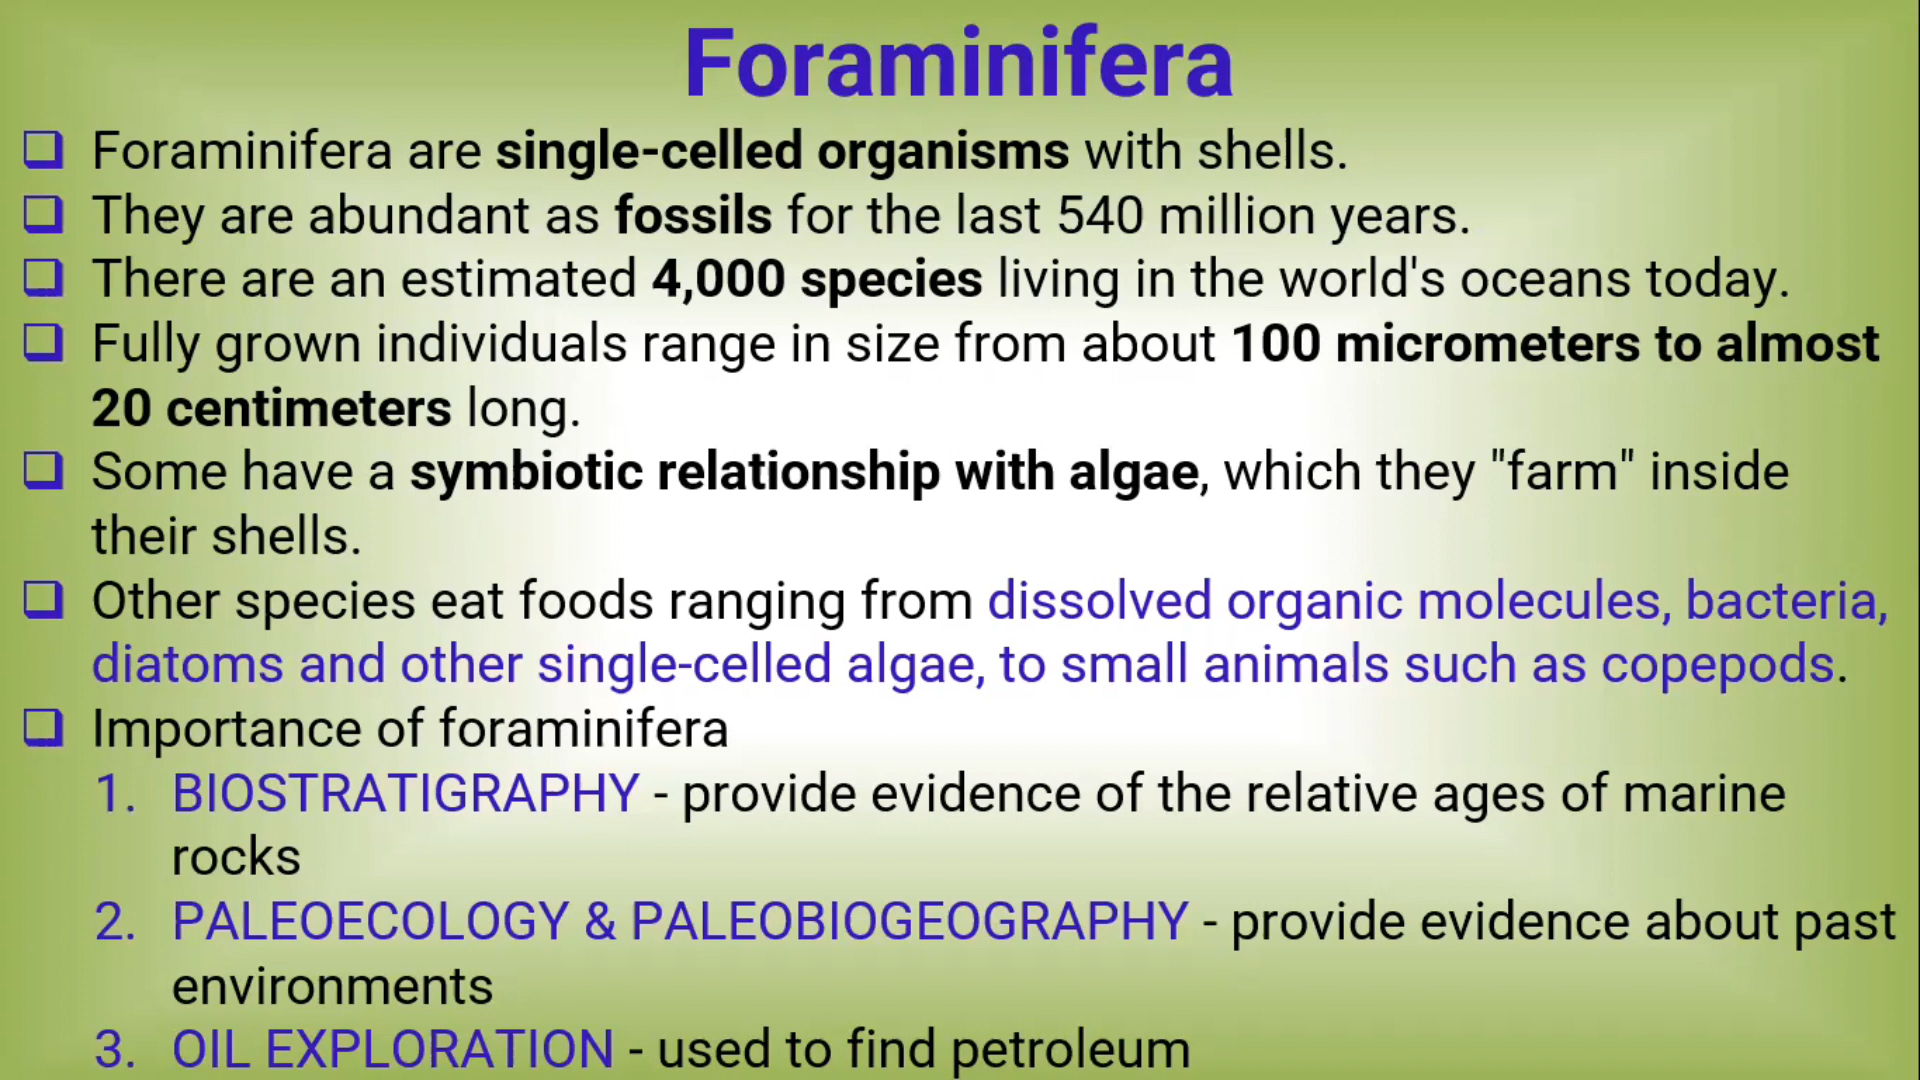 Foraminifera
Foraminifera are single-celled organisms with shells.
They are abundant as fossils for the last 540 million years.
There are an estimated 4,000 species living in the world's oceans today.
Fully grown individuals range in size from about 100 micrometers to almost
20 centimeters long.
Some have a symbiotic relationship with algae, which they "farm" inside
their shells.
Other species eat foods ranging from dissolved organic molecules, bacteria,
diatoms and other single-celled algae, to small animals such as copepods.
Importance of foraminifera
1. BIOSTRATIGRAPHY - provide evidence of the relative ages of marine
rocks
2. PALEOECOLOGY & PALEOBIOGEOGRAPHY - provide evidence about past
environments
3. OIL EXPLORATION - used to find petroleum